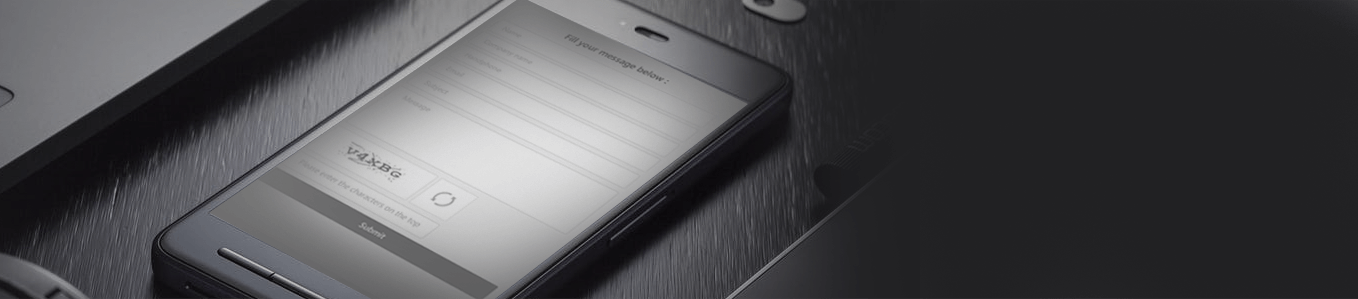 Fill your message below :
Name
Company name
Telephone
Email
Subject
Message
V4XBG
Please enter the characters on the top
Submit